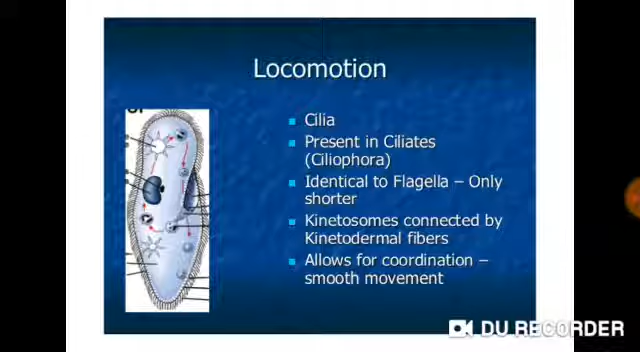 Locomotion
Cilia
Present in Ciliates
(Ciliophora)
Identical to Flagella – Only
shorter
Kinetosomes connected by
Kinetodermal fibers
Allows for coordination –
smooth movement
DU RECORDER